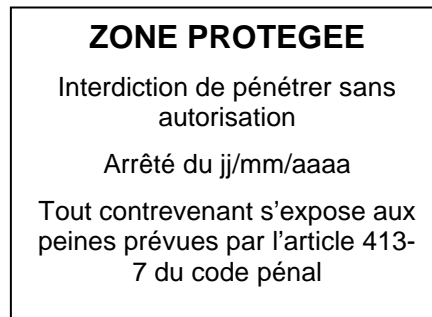 ZONE PROTEGEE
Interdiction de pénétrer sans
autorisation
Arrêté du jj/mm/aaaa
Tout contrevenant s’expose aux
peines prévues par l’article 413-
7 du code pénal